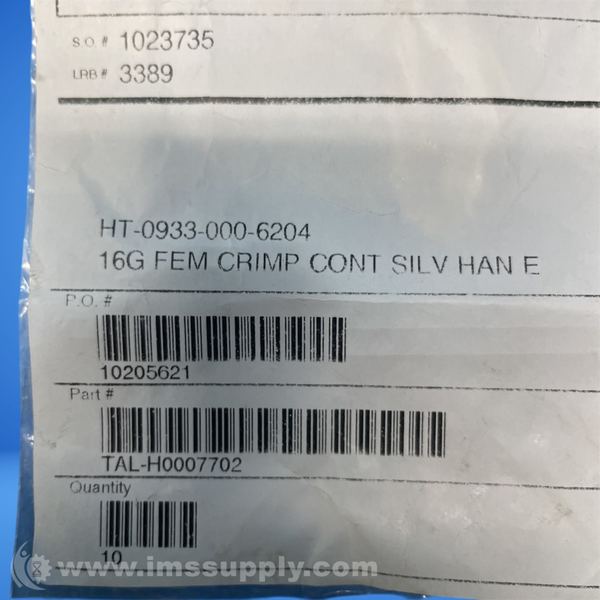 S.O.# 1023735
LRB# 3389
HT-0933-000-6204
16G FEM CRIMP CONT SILV HAN E
P.O. #
10205621
Part #
TAL-H0007702
Quantity
10
www.imssupply.com